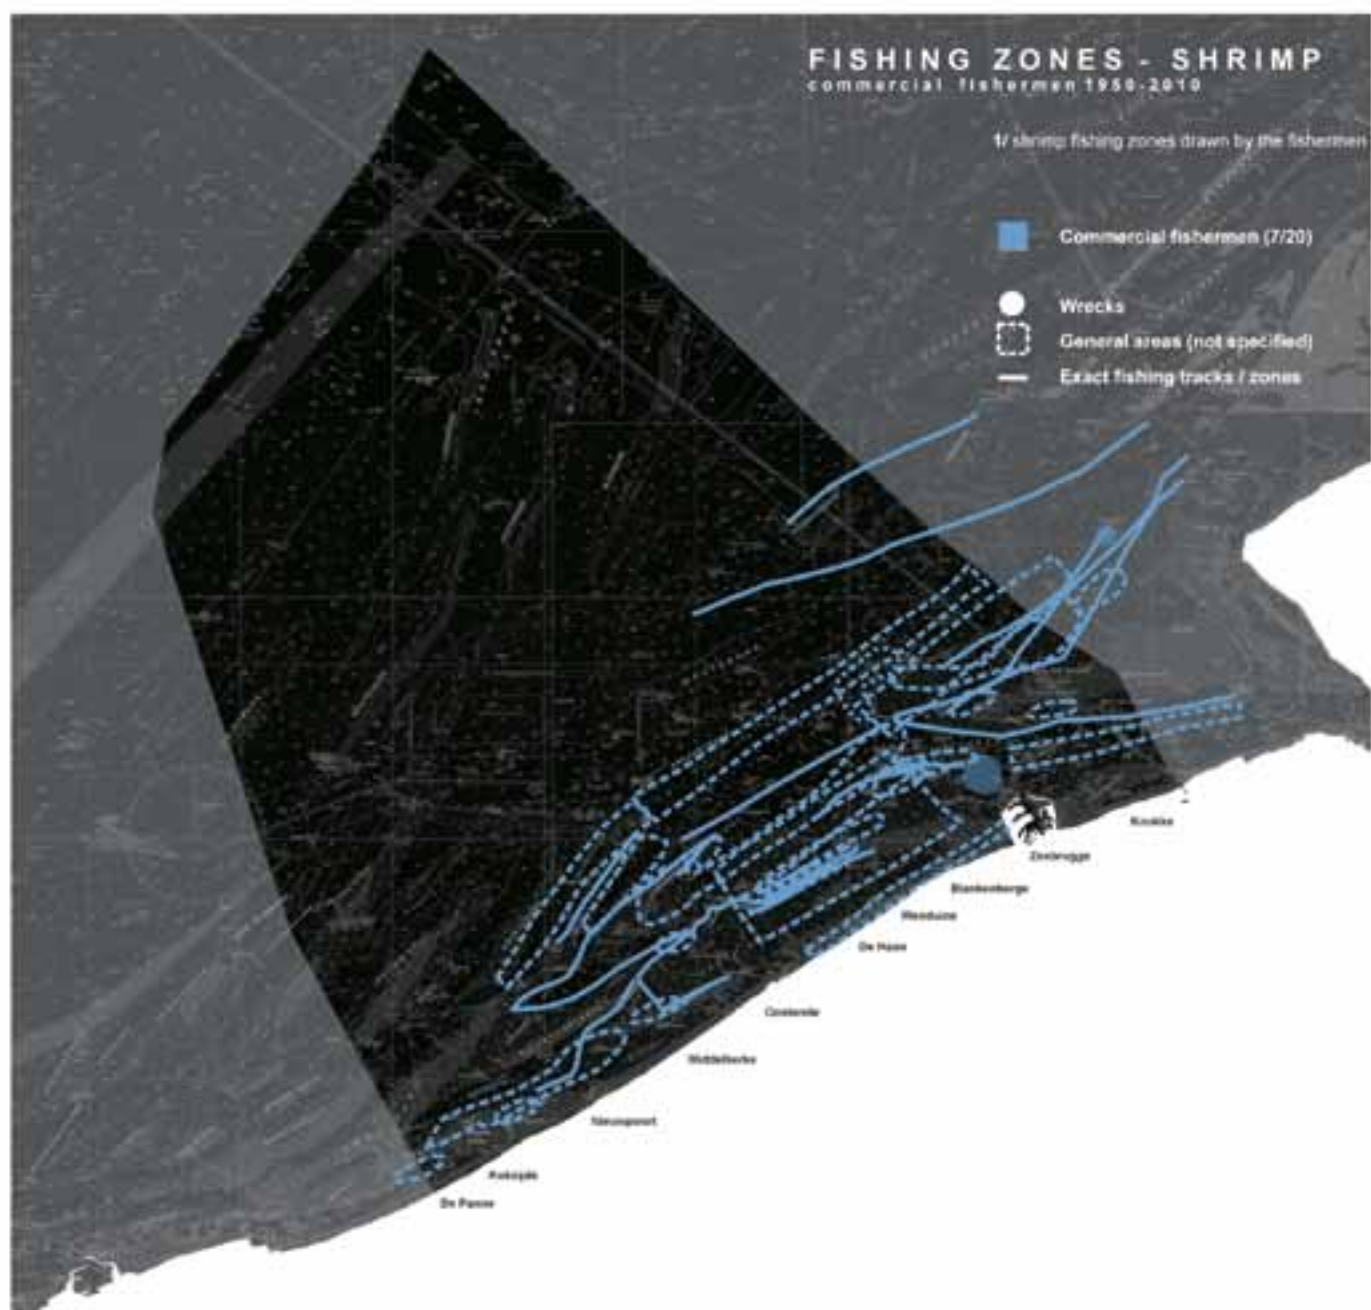 FISHING ZONES - SHRIMP
commercial fishermen 1950-2010
1/ shrimp fishing zones drawn by the fishermen
Commercial fishermen (7/20)
Wrecks
General areas (not specified)
Exact fishing tracks / zones
Knokke
Zeebrugge
Blankenberge
Wenduine
De Haan
Oostende
Middelkerke
Nieuwpoort
Koksijde
De Panne